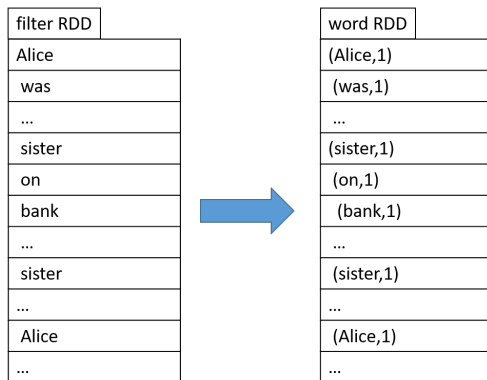 filter RDD
Alice
was
...
sister
on
bank
...
sister
...
Alice
...
word RDD
(Alice,1)
(was,1)
...
(sister,1)
(on,1)
(bank,1)
...
(sister,1)
...
(Alice,1)
...